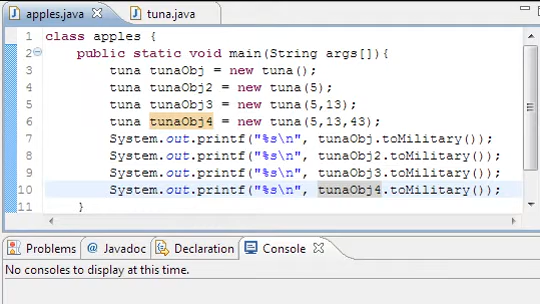 apples.java tuna.java
1 class apples {
2 public static void main(String args[]){
3 tuna tunaObj = new tuna();
4 tuna tunaObj2 = new tuna(5);
5 tuna tunaObj3 = new tuna(5,13);
6 tuna tunaObj4 = new tuna(5,13,43);
7 System.out.printf("%s\n", tunaObj.toMilitary());
8 System.out.printf("%s\n", tunaObj2.toMilitary());
9 System.out.printf("%s\n", tunaObj3.toMilitary());
10 System.out.printf("%s\n", tunaObj4.toMilitary());
11 }
Problems @ Javadoc Declaration Console
No consoles to display at this time.